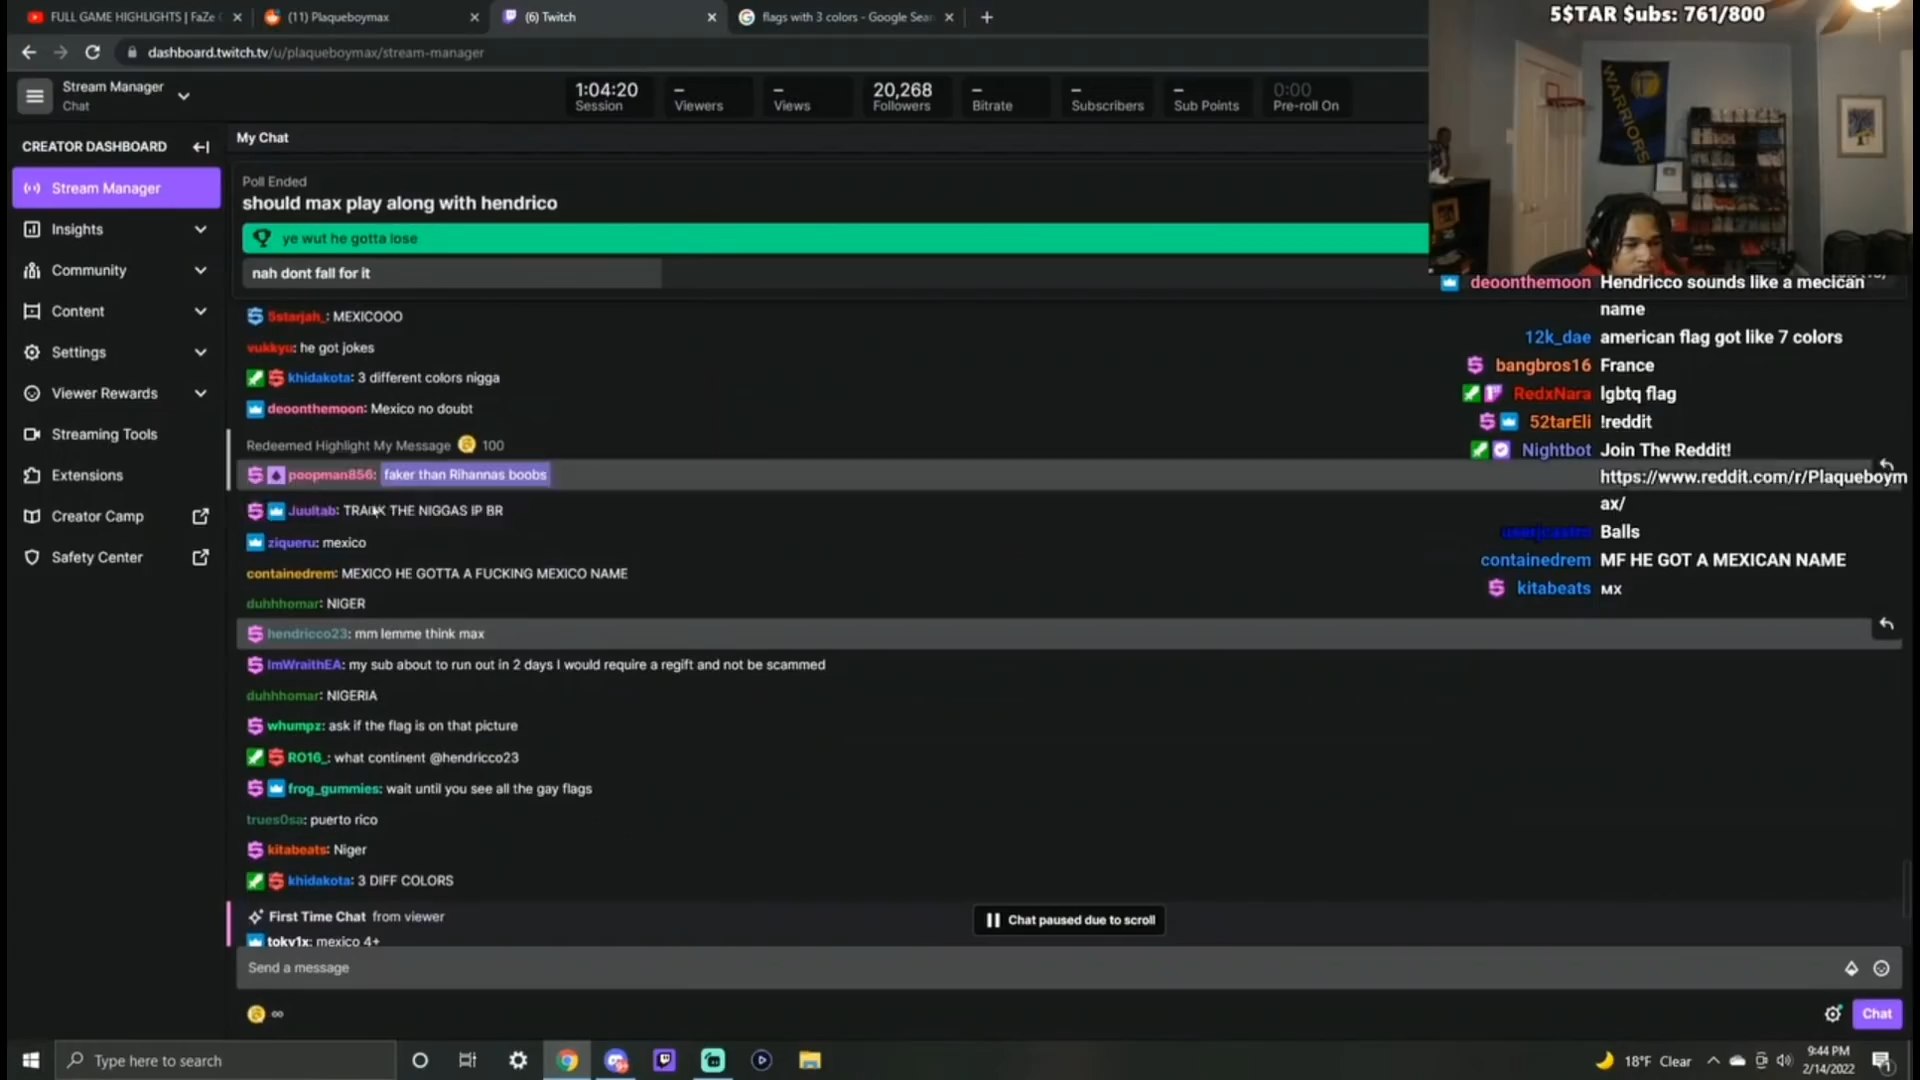 FULL GAME HIGHLIGHTS | FaZe
(11) Plaqueboymax
(6) Twitch
flags with 3 colors - Google Sear
5$TAR $ubs: 761/800
dashboard.twitch.tv/u/plaqueboymax/stream-manager
Stream Manager
Chat
1:04:20
Session
–
Viewers
–
Views
20,268
Followers
–
Bitrate
–
Subscribers
–
Sub Points
0:00
Pre-roll On
WARRIORS
CREATOR DASHBOARD
Stream Manager
Insights
Community
Content
Settings
Viewer Rewards
Streaming Tools
Extensions
Creator Camp
Safety Center
My Chat
Poll Ended
should max play along with hendrico
ye wut he gotta lose
nah dont fall for it
5starjah_: MEXICOOO
vukkyu: he got jokes
khidakota: 3 different colors nigga
deoonthemoon: Mexico no doubt
Redeemed Highlight My Message 100
poopman856: faker than Rihannas boobs
Juultab: TRACK THE NIGGAS IP BR
ziqueru: mexico
containedrem: MEXICO HE GOTTA A FUCKING MEXICO NAME
duhhhomar: NIGER
hendricco23: mm lemme think max
ImWraithEA: my sub about to run out in 2 days I would require a regift and not be scammed
duhhhomar: NIGERIA
whumpz: ask if the flag is on that picture
RO16_: what continent @hendricco23
frog_gummies: wait until you see all the gay flags
trues0sa: puerto rico
kitabeats: Niger
khidakota: 3 DIFF COLORS
First Time Chat from viewer
tokv1x: mexico 4+
Chat paused due to scroll
Send a message
∞
Chat
deoonthemoon Hendricco sounds like a mecican
name
12k_dae american flag got like 7 colors
bangbros16 France
RedxNara lgbtq flag
52tarEli !reddit
Nightbot Join The Reddit!
https://www.reddit.com/r/Plaqueboym
ax/
Balls
containedrem MF HE GOT A MEXICAN NAME
kitabeats мx
Type here to search
18°F Clear
9:44 PM
2/14/2022
1